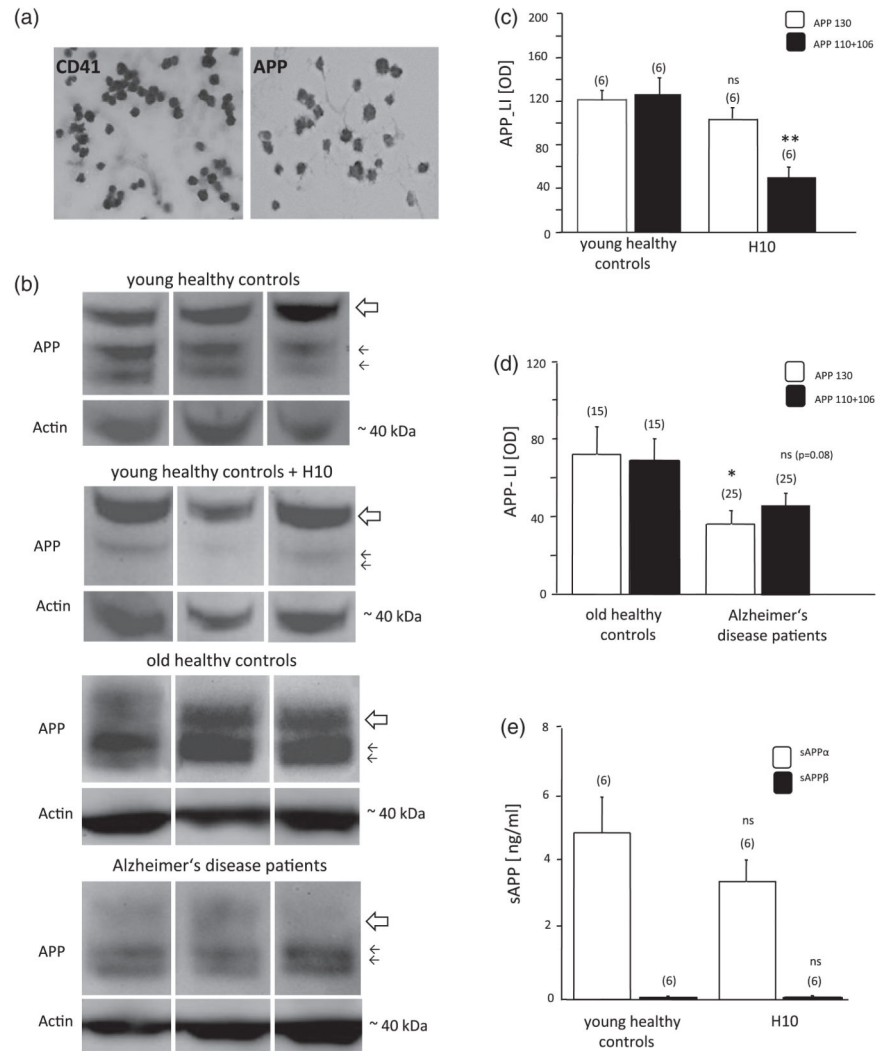 (a)
CD41
APP
(b)
young healthy controls
APP
Actin
~ 40 kDa
young healthy controls + H10
APP
Actin
~ 40 kDa
old healthy controls
APP
Actin
~ 40 kDa
Alzheimer‘s disease patients
APP
Actin
~ 40 kDa
(c)
APP_LI [OD]
200
160
120
80
40
0
APP 130
APP 110+106
(6)
(6)
ns
(6)
**
(6)
young healthy
controls
H10
(d)
APP- LI [OD]
120
80
40
0
APP 130
APP 110+106
(15)
(15)
*
(25)
ns (p=0.08)
(25)
old healthy
controls
Alzheimer's
disease patients
(e)
sAPP [ ng/ml]
8
6
4
2
0
sAPPα
sAPPβ
(6)
(6)
ns
(6)
ns
(6)
young healthy
controls
H10